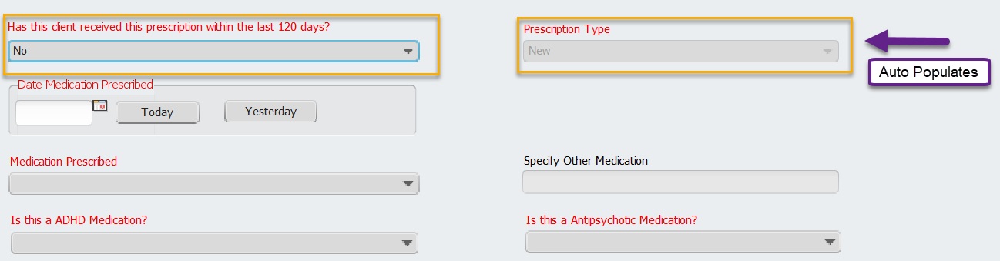 Has this client received this prescription within the last 120 days?
No
Prescription Type
New
Auto Populates
Date Medication Prescribed
Today
Yesterday
Medication Prescribed
Specify Other Medication
Is this a ADHD Medication?
Is this a Antipsychotic Medication?